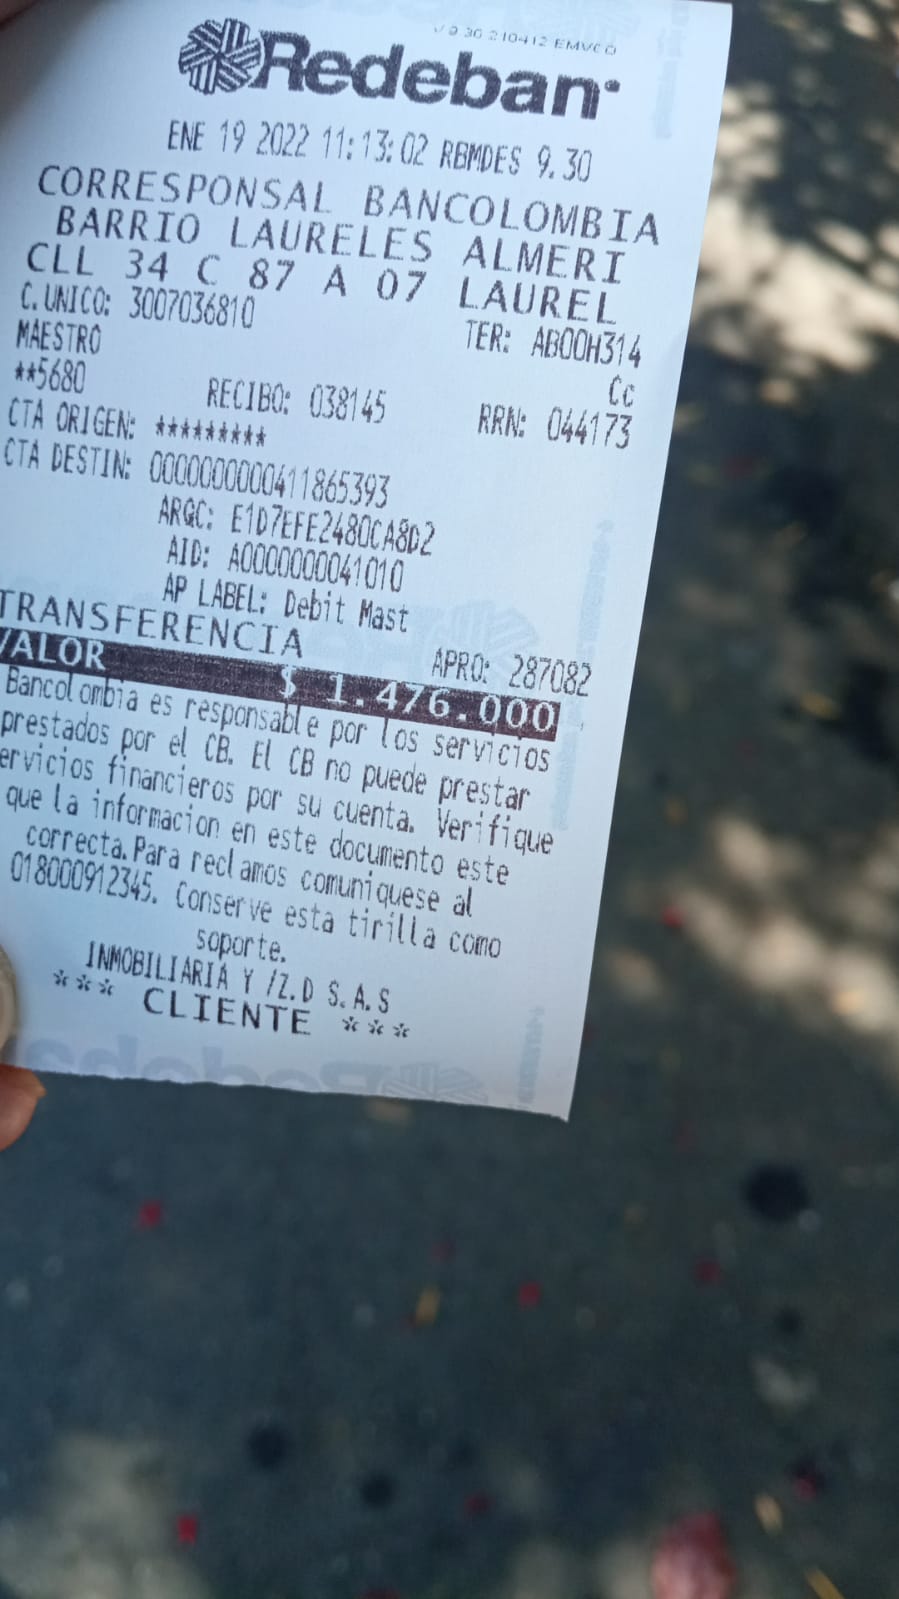 V 9.30 210412 EMVCO
Redeban
ENE 19 2022 11:13:02 RBMDES 9.30
CORRESPONSAL BANCOLOMBIA
BARRIO LAURELES ALMERI
CLL 34 C 87 A 07 LAUREL
C.UNICO: 3007036810 TER: AB00H314
MAESTRO Cc
**5680 RECIBO: 038145 RRN: 044173
CTA ORIGEN: *********
CTA DESTIN: 0000000000411865393
ARQC: E1D7EFE2480CA8D2
AID: A0000000041010
AP LABEL: Debit Mast
TRANSFERENCIA APRO: 287082
VALOR $ 1.476.000
Bancolombia es responsable por los servicios
prestados por el CB. El CB no puede prestar
ervicios financieros por su cuenta. Verifique
que la informacion en este documento este
correcta.Para reclamos comuniquese al
018000912345. Conserve esta tirilla como
soporte.
INMOBILIARIA Y /Z.D S.A.S
*** CLIENTE ***